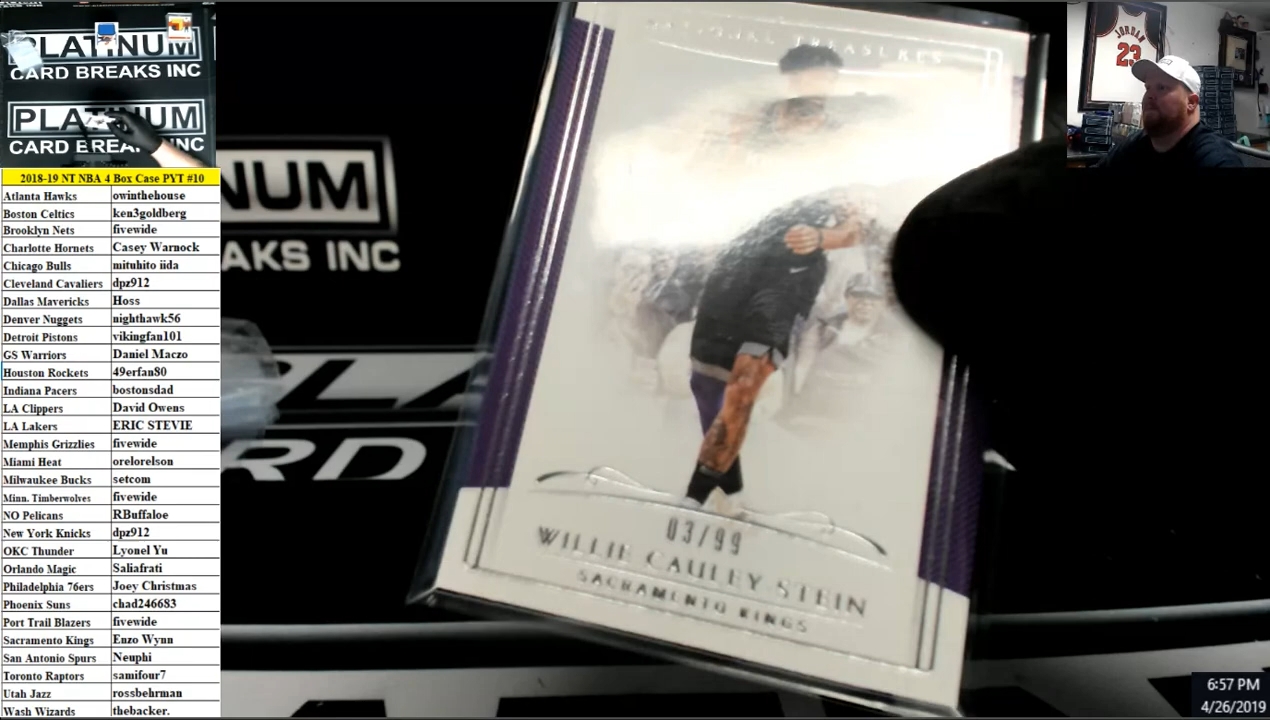 PLATINUM
CARD BREAKS INC
PLATINUM
CARD BREAKS INC
2018-19 NT NBA 4 Box Case PYT #10
Atlanta Hawks owinthehouse
Boston Celtics ken3goldberg
Brooklyn Nets fivewide
Charlotte Hornets Casey Warnock
Chicago Bulls mituhito iida
Cleveland Cavaliers dpz912
Dallas Mavericks Hoss
Denver Nuggets nighthawk56
Detroit Pistons vikingfan101
GS Warriors Daniel Maczo
Houston Rockets 49erfan80
Indiana Pacers bostonsdad
LA Clippers David Owens
LA Lakers ERIC STEVIE
Memphis Grizzlies fivewide
Miami Heat orelorelson
Milwaukee Bucks setcom
Minn. Timberwolves fivewide
NO Pelicans RBuffaloe
New York Knicks dpz912
OKC Thunder Lyonel Yu
Orlando Magic Saliafrati
Philadelphia 76ers Joey Christmas
Phoenix Suns chad246683
Port Trail Blazers fivewide
Sacramento Kings Enzo Wynn
San Antonio Spurs Neuphi
Toronto Raptors samifour7
Utah Jazz rossbehrman
Wash Wizards thebacker.
NUM
AKS INC
PLA
RD
TREASURES
03/99
WILLIE CAULEY STEIN
SACRAMENTO KINGS
JORDAN
23
6:57 PM
4/26/2019